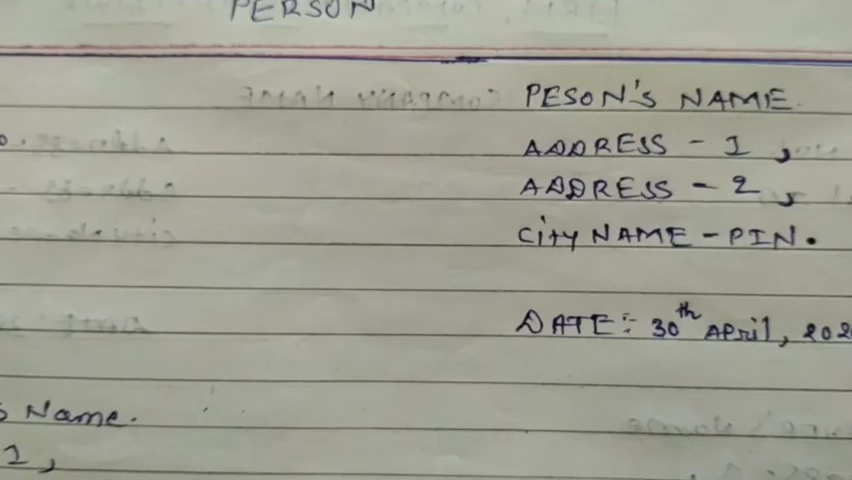 PERSON
PESON'S NAME.
ADDRESS - 1,
ADDRESS - 2,
City NAME - PIN.
DATE:- 30th April,
Name.
1,